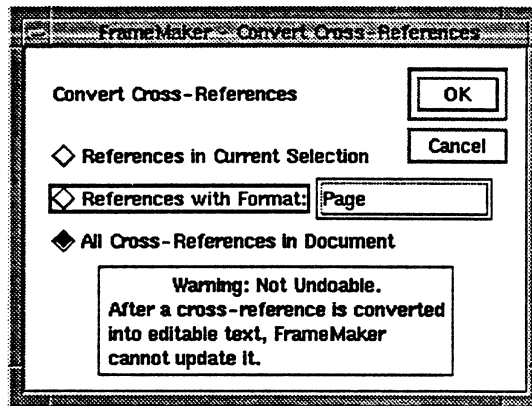 FrameMaker - Convert Cross-References
Convert Cross-References
OK
Cancel
References in Current Selection
References with Format:
Page
All Cross-References in Document
Warning: Not Undoable.
After a cross-reference is converted
into editable text, FrameMaker
cannot update it.